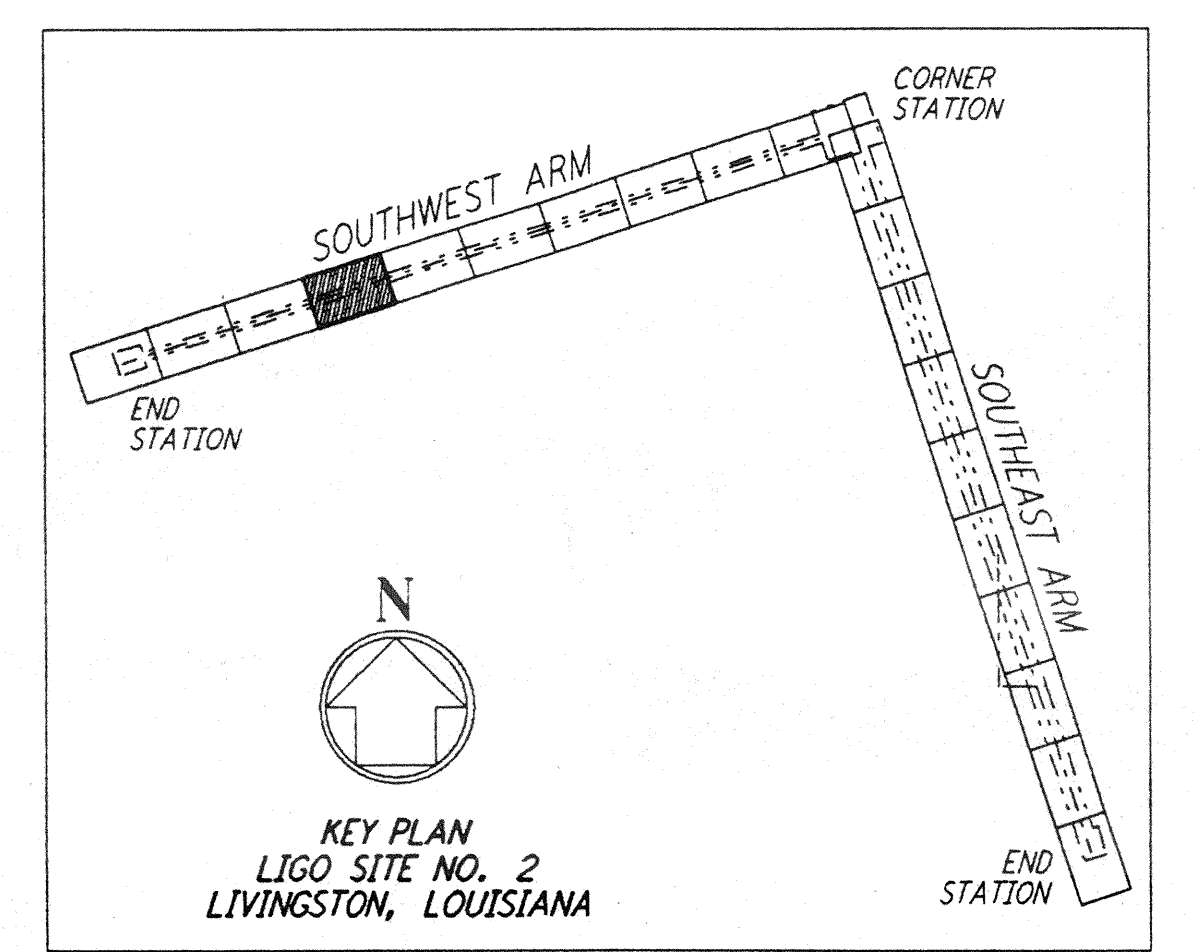 CORNER
STATION
SOUTHWEST ARM
END
STATION
SOUTHEAST ARM
N
KEY PLAN
LIGO SITE NO. 2
LIVINGSTON, LOUISIANA
END
STATION